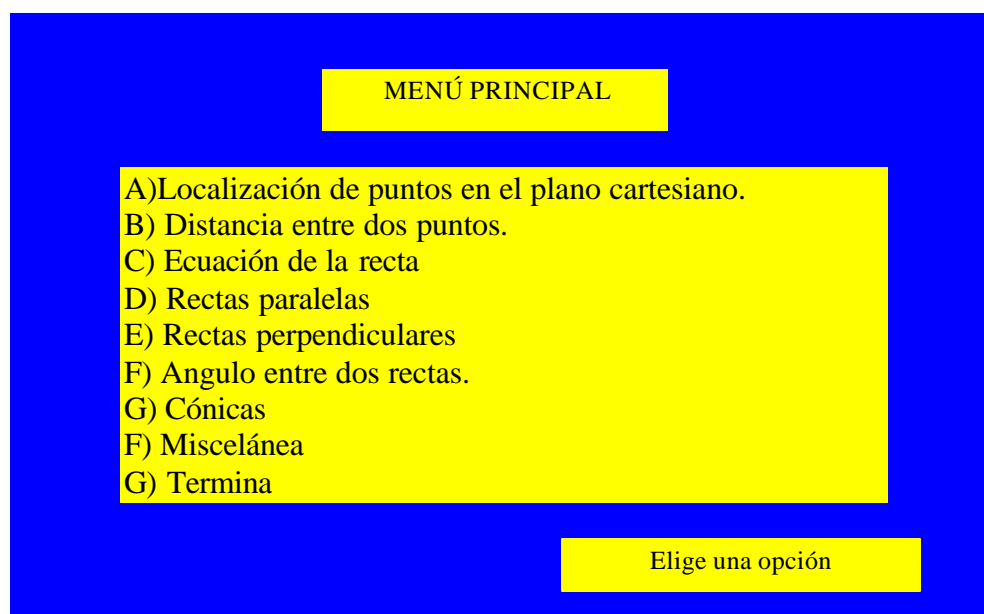 MENÚ PRINCIPAL
A)Localización de puntos en el plano cartesiano.
B) Distancia entre dos puntos.
C) Ecuación de la recta
D) Rectas paralelas
E) Rectas perpendiculares
F) Angulo entre dos rectas.
G) Cónicas
F) Miscelánea
G) Termina
Elige una opción